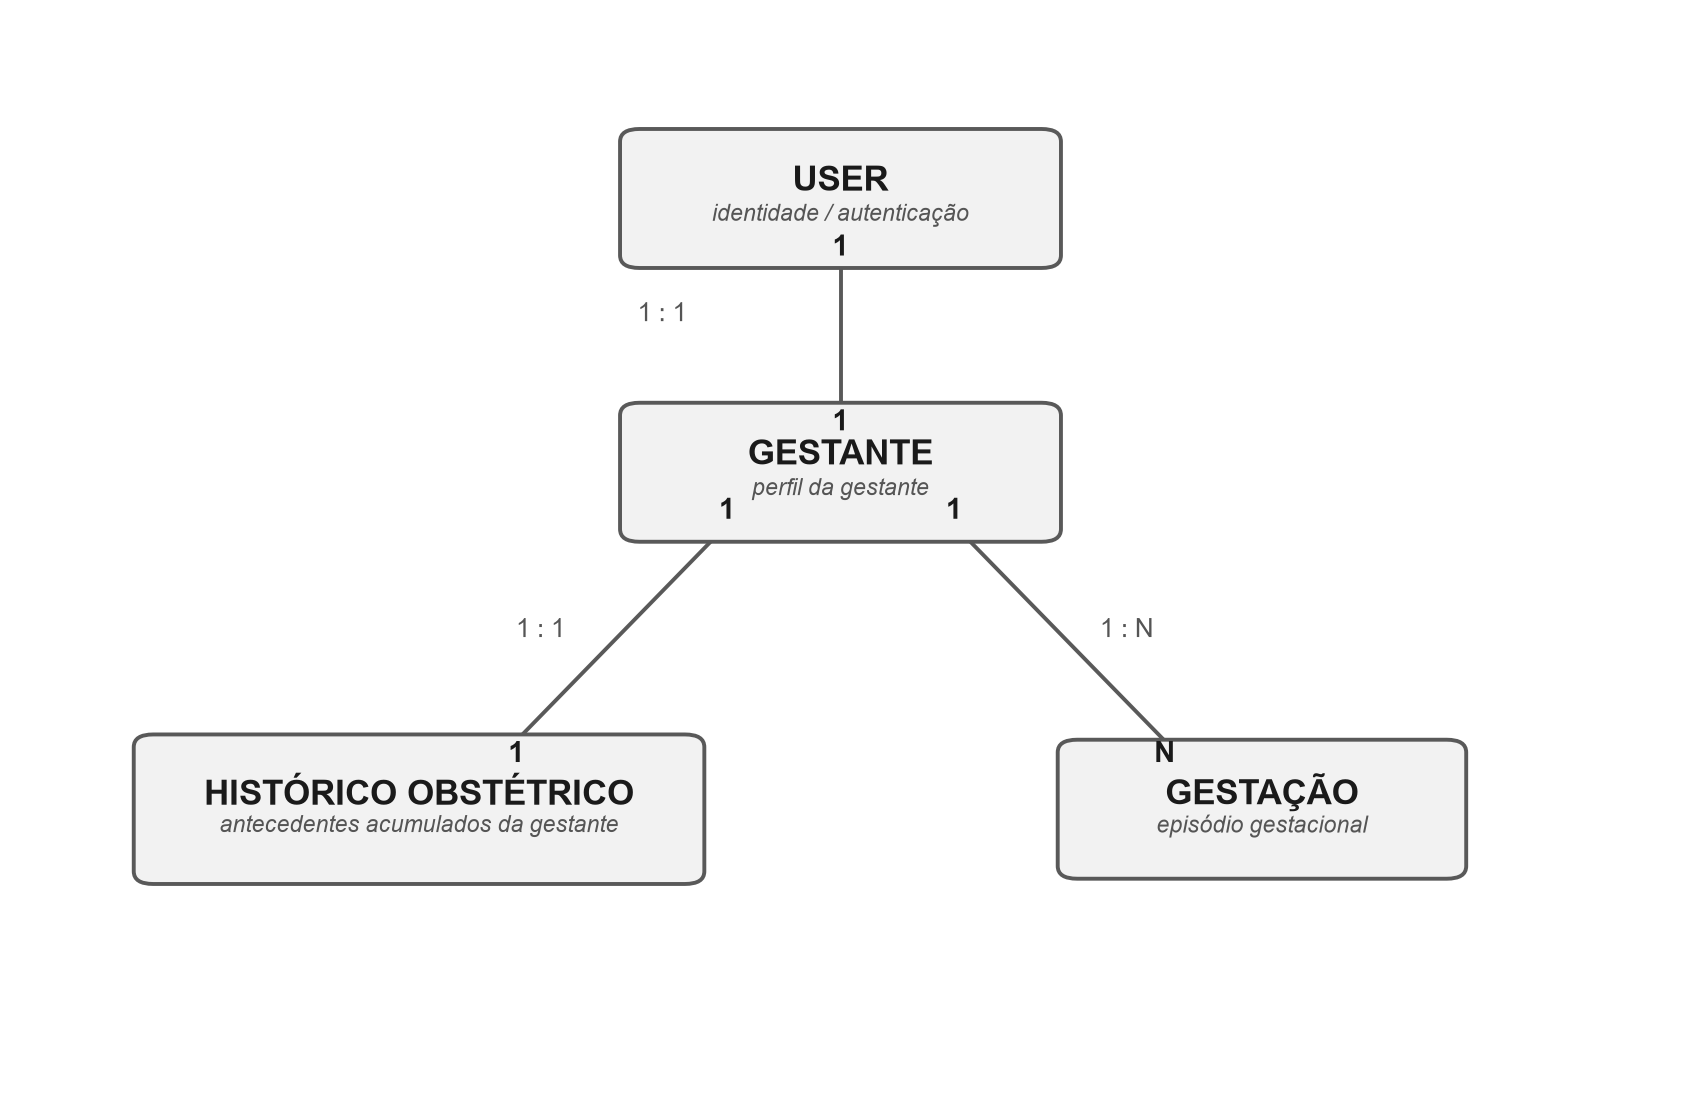 USER
identidade / autenticação
1
1 : 1
1
GESTANTE
perfil da gestante
1 1
1 : 1 1 : N
1 N
HISTÓRICO OBSTÉTRICO GESTAÇÃO
antecedentes acumulados da gestante episódio gestacional